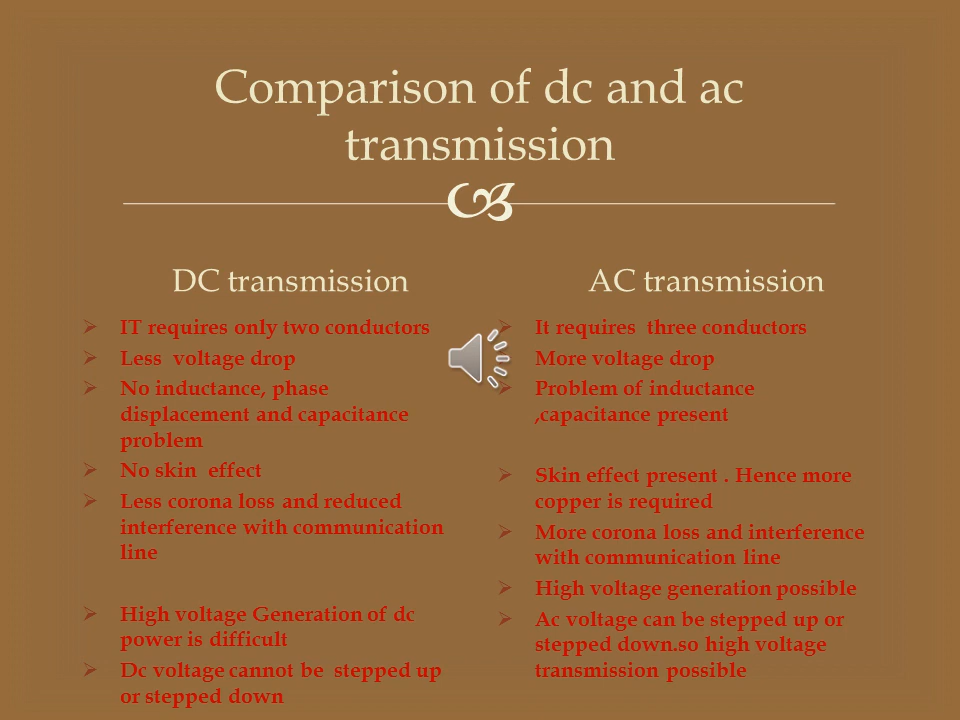 Comparison of dc and ac
transmission
DC transmission
IT requires only two conductors
Less voltage drop
No inductance, phase
displacement and capacitance
problem
No skin effect
Less corona loss and reduced
interference with communication
line
High voltage Generation of dc
power is difficult
Dc voltage cannot be stepped up
or stepped down
AC transmission
It requires three conductors
More voltage drop
Problem of inductance
,capacitance present
Skin effect present . Hence more
copper is required
More corona loss and interference
with communication line
High voltage generation possible
Ac voltage can be stepped up or
stepped down.so high voltage
transmission possible